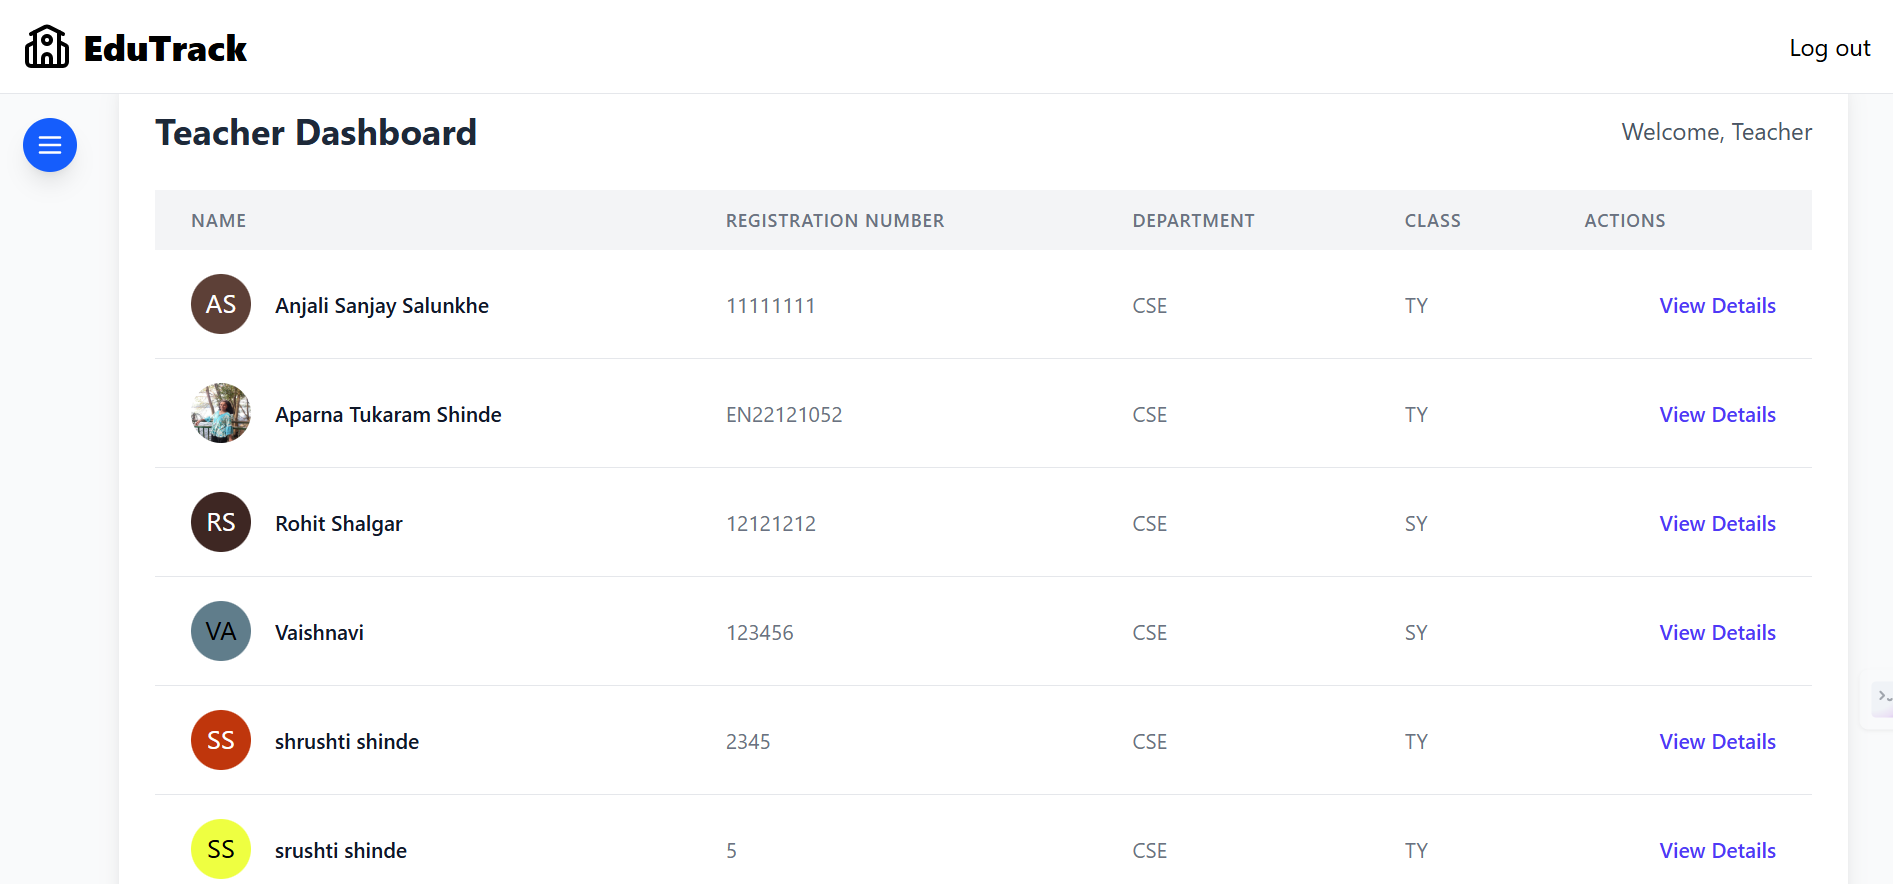 EduTrack
Log out
Teacher Dashboard
Welcome, Teacher
NAME REGISTRATION NUMBER DEPARTMENT CLASS ACTIONS
AS Anjali Sanjay Salunkhe 11111111 CSE TY View Details
Aparna Tukaram Shinde EN22121052 CSE TY View Details
RS Rohit Shalgar 12121212 CSE SY View Details
VA Vaishnavi 123456 CSE SY View Details
SS shrushti shinde 2345 CSE TY View Details
SS srushti shinde 5 CSE TY View Details